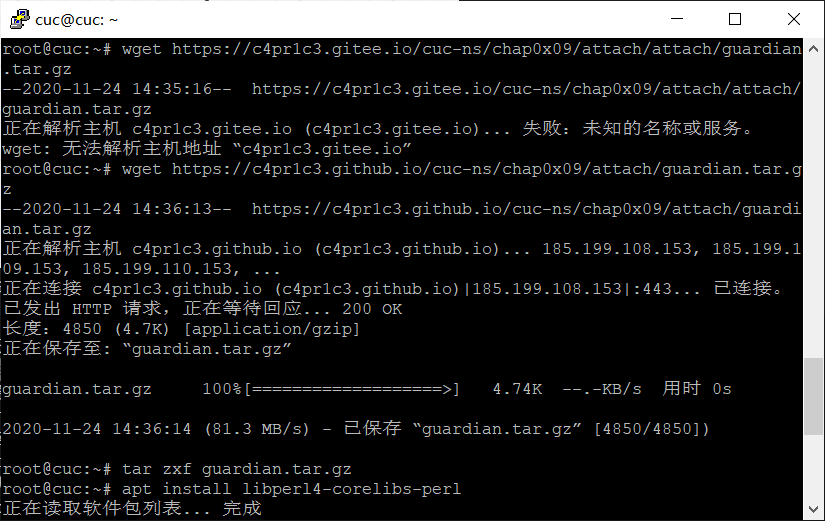 cuc@cuc: ~
root@cuc:~# wget https://c4pr1c3.gitee.io/cuc-ns/chap0x09/attach/attach/guardian
.tar.gz
--2020-11-24 14:35:16--  https://c4pr1c3.gitee.io/cuc-ns/chap0x09/attach/attach/
guardian.tar.gz
正在解析主机 c4pr1c3.gitee.io (c4pr1c3.gitee.io)... 失败：未知的名称或服务。
wget: 无法解析主机地址 “c4pr1c3.gitee.io”
root@cuc:~# wget https://c4pr1c3.github.io/cuc-ns/chap0x09/attach/guardian.tar.g
z
--2020-11-24 14:36:13--  https://c4pr1c3.github.io/cuc-ns/chap0x09/attach/guardi
an.tar.gz
正在解析主机 c4pr1c3.github.io (c4pr1c3.github.io)... 185.199.108.153, 185.199.1
09.153, 185.199.110.153, ...
正在连接 c4pr1c3.github.io (c4pr1c3.github.io)|185.199.108.153|:443... 已连接。
已发出 HTTP 请求，正在等待回应... 200 OK
长度：4850 (4.7K) [application/gzip]
正在保存至: “guardian.tar.gz”
guardian.tar.gz     100%[===================>]   4.74K  --.-KB/s  用时 0s
2020-11-24 14:36:14 (81.3 MB/s) - 已保存 “guardian.tar.gz” [4850/4850])
root@cuc:~# tar zxf guardian.tar.gz
root@cuc:~# apt install libperl4-corelibs-perl
正在读取软件包列表... 完成